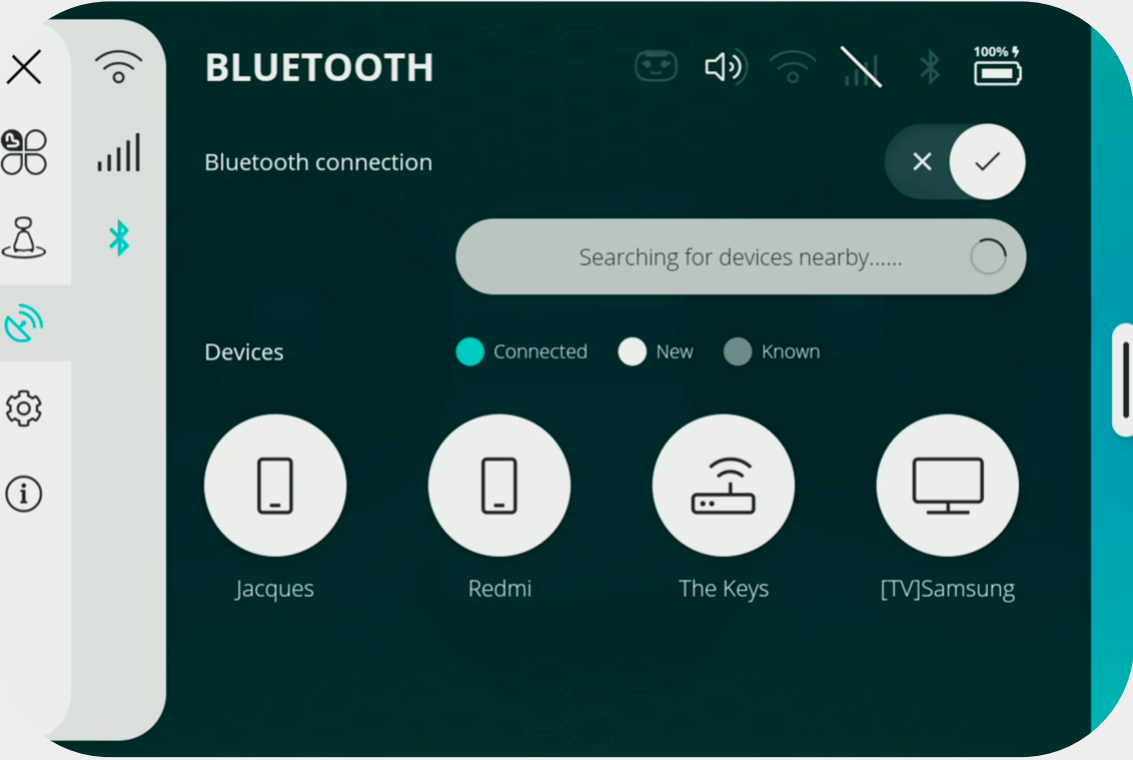 BLUETOOTH
100%
Bluetooth connection
Searching for devices nearby......
Devices
Connected
New
Known
Jacques
Redmi
The Keys
[TV]Samsung